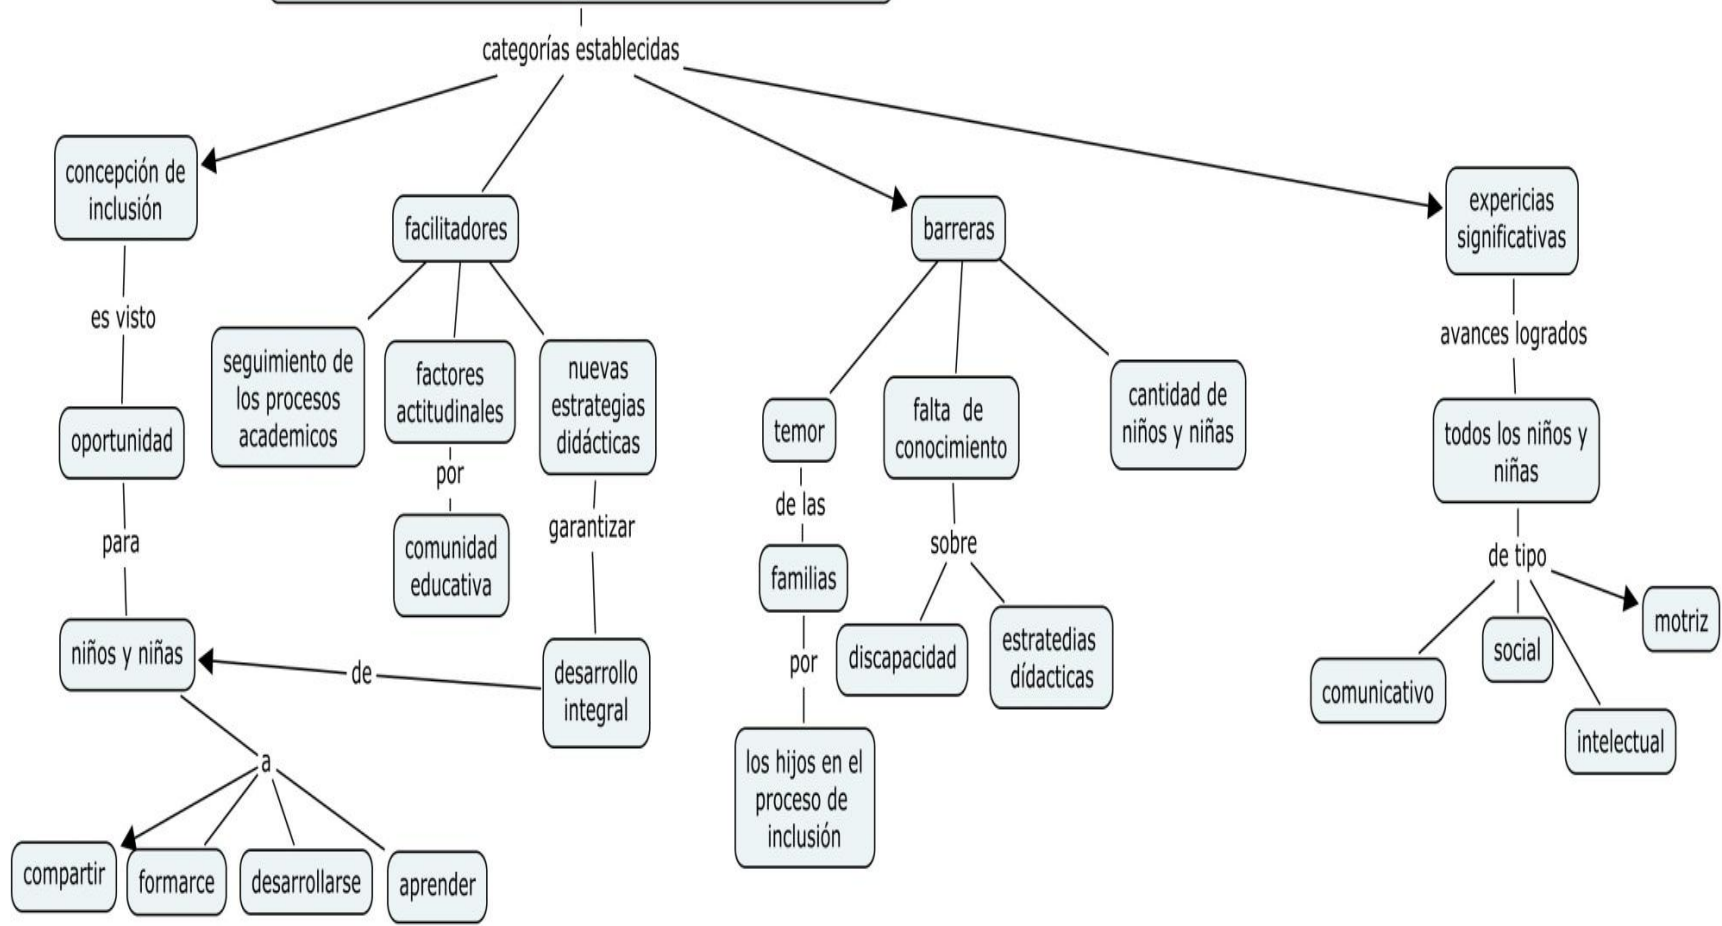 categorías establecidas
concepción de
inclusión
es visto
oportunidad
para
niños y niñas
a
compartir
formarce
desarrollarse
aprender
facilitadores
seguimiento de
los procesos
academicos
factores
actitudinales
por
comunidad
educativa
nuevas
estrategias
didácticas
garantizar
desarrollo
integral
de
barreras
temor
de las
familias
por
los hijos en el
proceso de
inclusión
falta de
conocimiento
sobre
discapacidad
estratedias
dídacticas
cantidad de
niños y niñas
expericias
significativas
avances logrados
todos los niños y
niñas
de tipo
comunicativo
social
intelectual
motriz